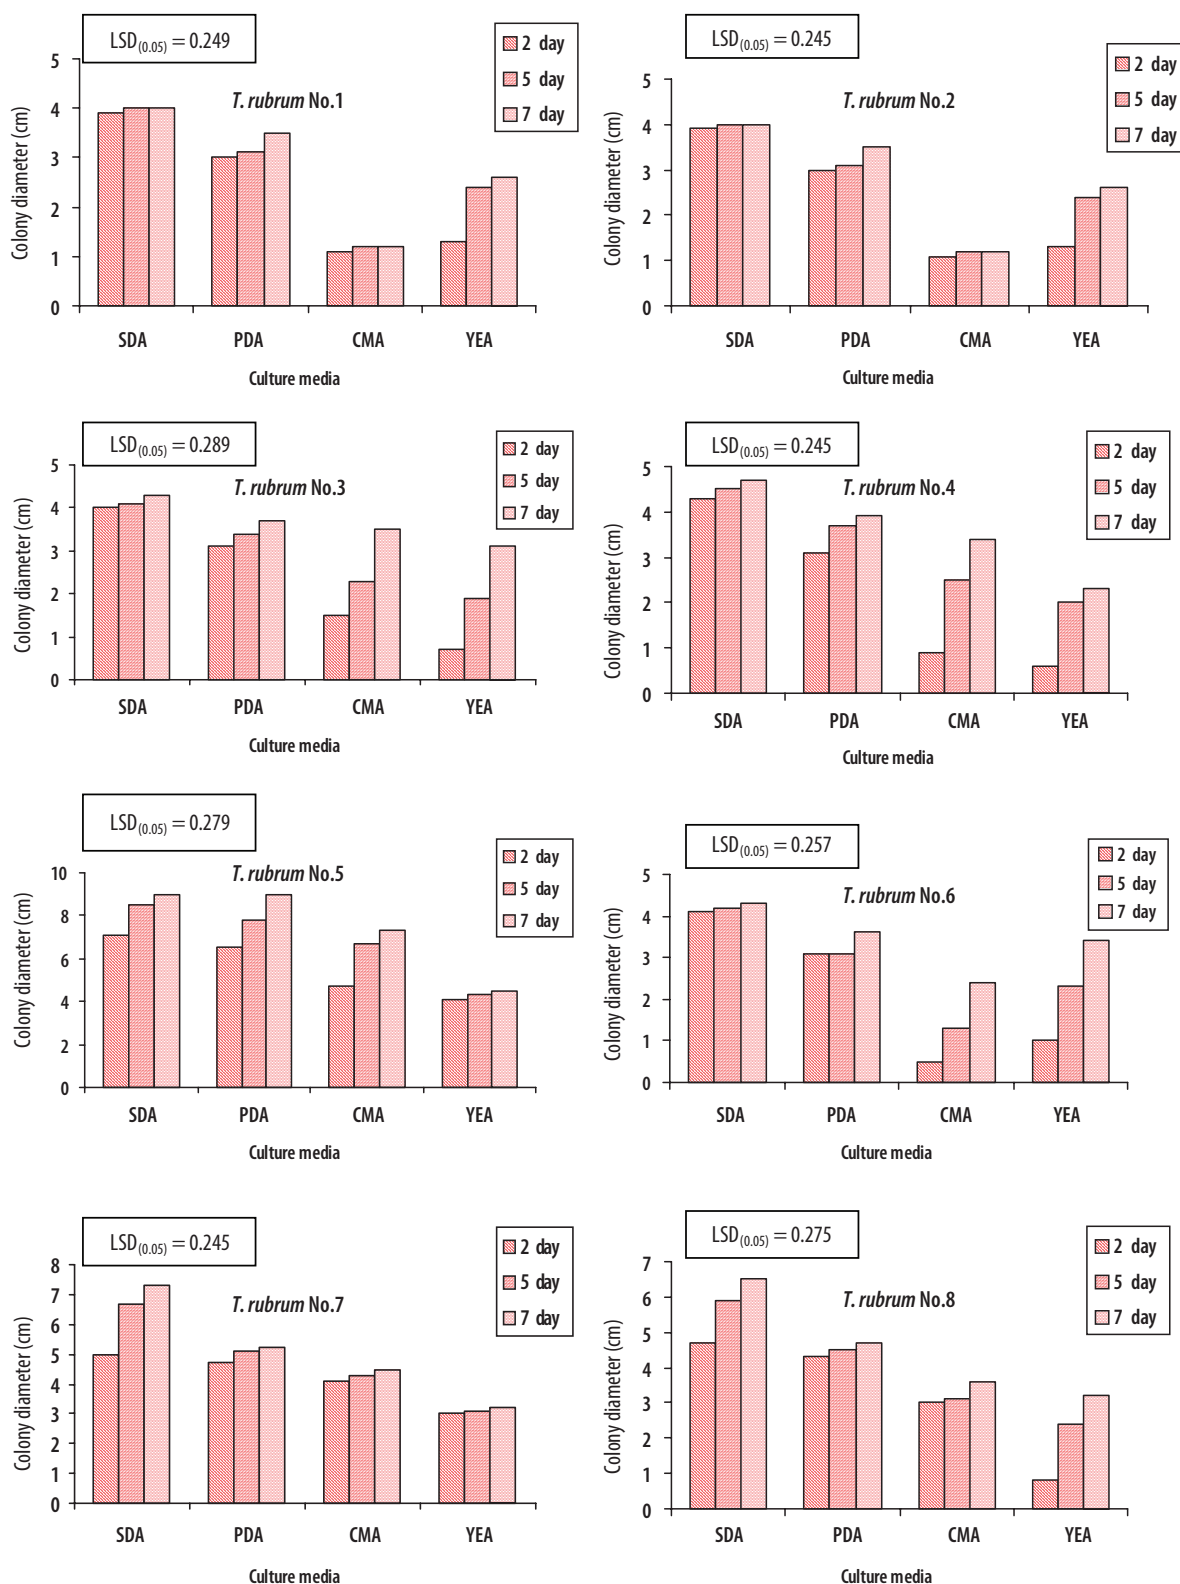 LSD(0.05) = 0.249
2 day
5 day
7 day
T. rubrum No.1
Colony diameter (cm)
5
4
3
2
1
0
SDA PDA CMA YEA
Culture media
LSD(0.05) = 0.245
2 day
5 day
7 day
T. rubrum No.2
Colony diameter (cm)
5
4
3
2
1
0
SDA PDA CMA YEA
Culture media
LSD(0.05) = 0.289
2 day
5 day
7 day
T. rubrum No.3
Colony diameter (cm)
5
4
3
2
1
0
SDA PDA CMA YEA
Culture media
LSD(0.05) = 0.245
2 day
5 day
7 day
T. rubrum No.4
Colony diameter (cm)
5
4
3
2
1
0
SDA PDA CMA YEA
Culture media
LSD(0.05) = 0.279
2 day
5 day
7 day
T. rubrum No.5
Colony diameter (cm)
10
8
6
4
2
0
SDA PDA CMA YEA
Culture media
LSD(0.05) = 0.257
2 day
5 day
7 day
T. rubrum No.6
Colony diameter (cm)
5
4
3
2
1
0
SDA PDA CMA YEA
Culture media
LSD(0.05) = 0.245
2 day
5 day
7 day
T. rubrum No.7
Colony diameter (cm)
8
7
6
5
4
3
2
1
0
SDA PDA CMA YEA
Culture media
LSD(0.05) = 0.275
2 day
5 day
7 day
T. rubrum No.8
Colony diameter (cm)
7
6
5
4
3
2
1
0
SDA PDA CMA YEA
Culture media